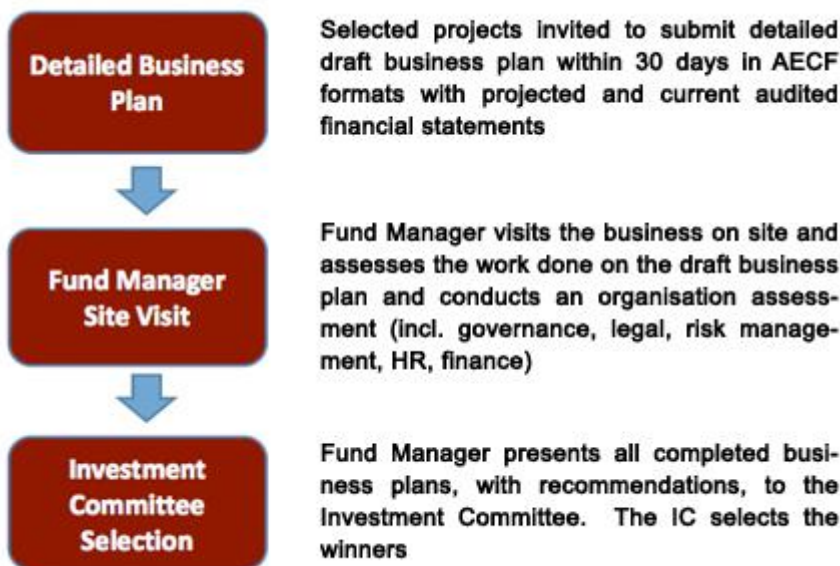 Detailed Business
Plan
Selected projects invited to submit detailed
draft business plan within 30 days in AECF
formats with projected and current audited
financial statements
Fund Manager
Site Visit
Fund Manager visits the business on site and
assesses the work done on the draft business
plan and conducts an organisation assess-
ment (incl. governance, legal, risk manage-
ment, HR, finance)
Investment
Committee
Selection
Fund Manager presents all completed busi-
ness plans, with recommendations, to the
Investment Committee. The IC selects the
winners